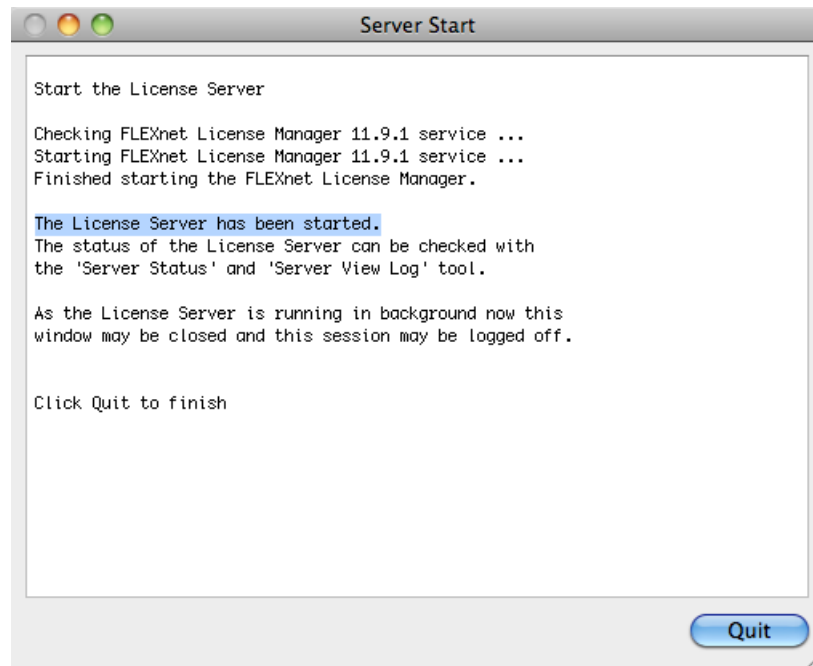 Server Start
Start the License Server
Checking FLEXnet License Manager 11.9.1 service ...
Starting FLEXnet License Manager 11.9.1 service ...
Finished starting the FLEXnet License Manager.
The License Server has been started.
The status of the License Server can be checked with
the 'Server Status' and 'Server View Log' tool.
As the License Server is running in background now this
window may be closed and this session may be logged off.
Click Quit to finish
Quit